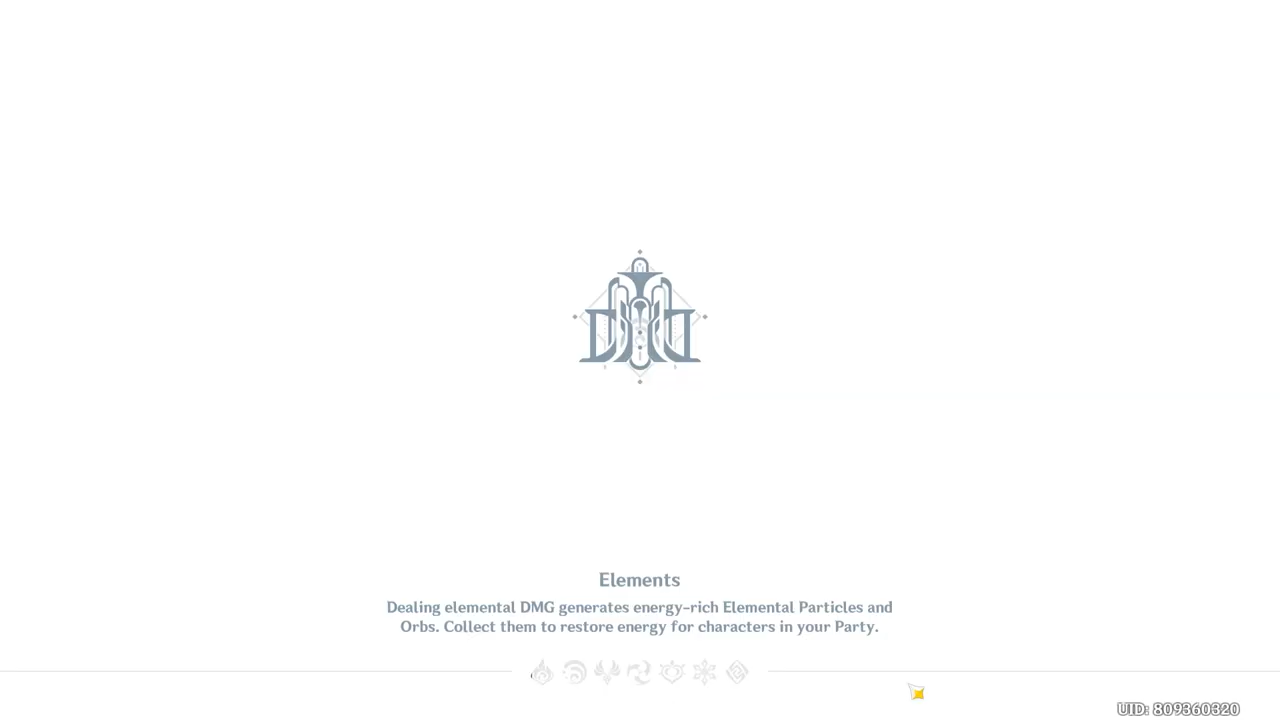 Elements
Dealing elemental DMG generates energy-rich Elemental Particles and
Orbs. Collect them to restore energy for characters in your Party.
UID: 809360320